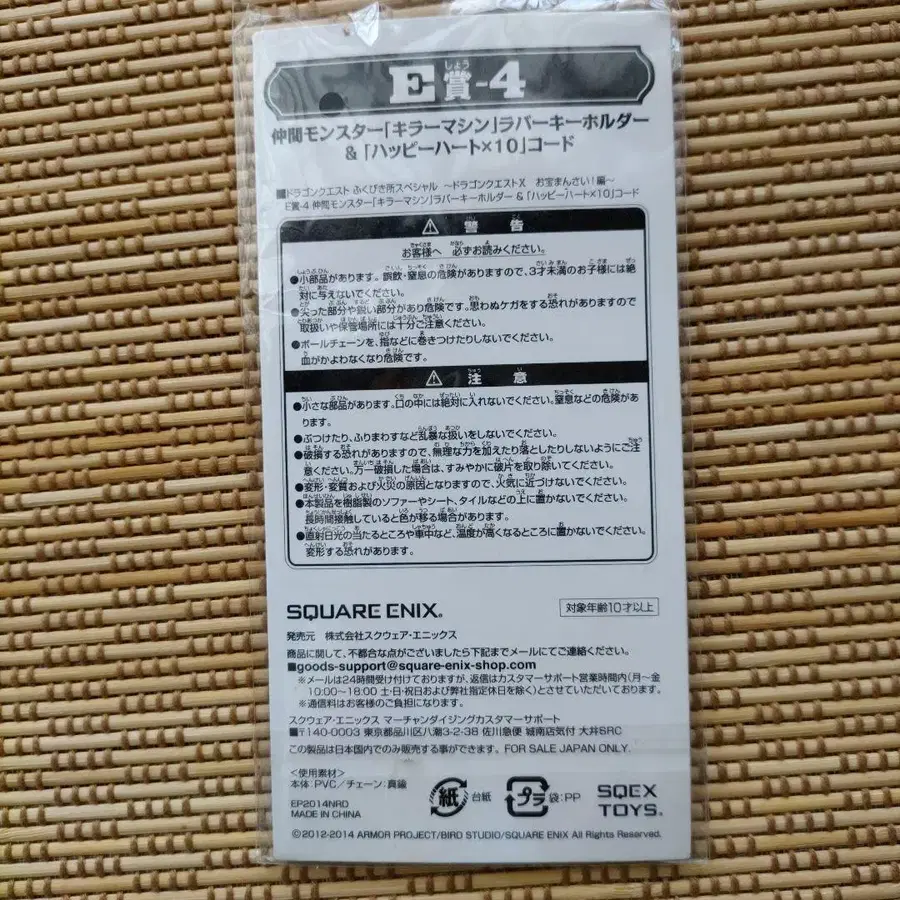 E賞-4
仲間モンスター「キラーマシン」ラバーキーホルダー
&「ハッピーハート×10」コード
■ドラゴンクエスト ふくびき所スペシャル ～ドラゴンクエストX お宝まんさい！編～
E賞-4 仲間モンスター「キラーマシン」ラバーキーホルダー &「ハッピーハート×10」コード
⚠ 警告
お客様へ 必ずお読みください。
●小部品があります。誤飲・窒息の危険がありますので、3才未満のお子様には絶
対に与えないでください。
●尖った部分や鋭い部分があり危険です。思わぬケガをする恐れがありますので
取扱いや保管場所には十分ご注意ください。
●ボールチェーンを、指などに巻きつけたりしないでください。
血がかよわなくなり危険です。
⚠ 注意
●小さな部品があります。口の中には絶対に入れないでください。窒息などの危険があり
ます。
●ぶつけたり、ふりまわすなど乱暴な扱いをしないでください。
●破損する恐れがありますので、無理な力を加えたり落としたりしないようにご注
意ください。万一破損した場合は、すみやかに破片を取り除いてください。
●変形・変質および火災の原因となりますので、火気に近づけないでください。
●本製品を樹脂製のソファーやシート、タイルなどの上に置かないでください。
長時間接触していると色が移る場合があります。
●直射日光の当たるところや車中など、温度が高くなるところに置かないでください。
変形する恐れがあります。
SQUARE ENIX®
対象年齢10才以上
発売元 株式会社スクウェア・エニックス
商品に関して、不都合な点がございましたら下記までメールにてご連絡ください。
■goods-support@square-enix-shop.com
※メールは24時間受け付けておりますが、返信はカスタマーサポート営業時間内（月～金
10:00～18:00 土・日・祝日および弊社指定休日を除く）とさせていただいております。
※通信料はお客様のご負担になります。
スクウェア・エニックス マーチャンダイジングカスタマーサポート
■〒140-0003 東京都品川区八潮3-2-38 佐川急便 城南店気付 大井SRC
この製品は日本国内でのみ販売する事ができます。 FOR SALE JAPAN ONLY.
＜使用素材＞
本体：PVC／チェーン：真鍮
EP2014NRD
MADE IN CHINA
紙 台紙
プラ 袋：PP
SQEX
TOYS®
©2012-2014 ARMOR PROJECT/BIRD STUDIO/SQUARE ENIX All Rights Reserved.